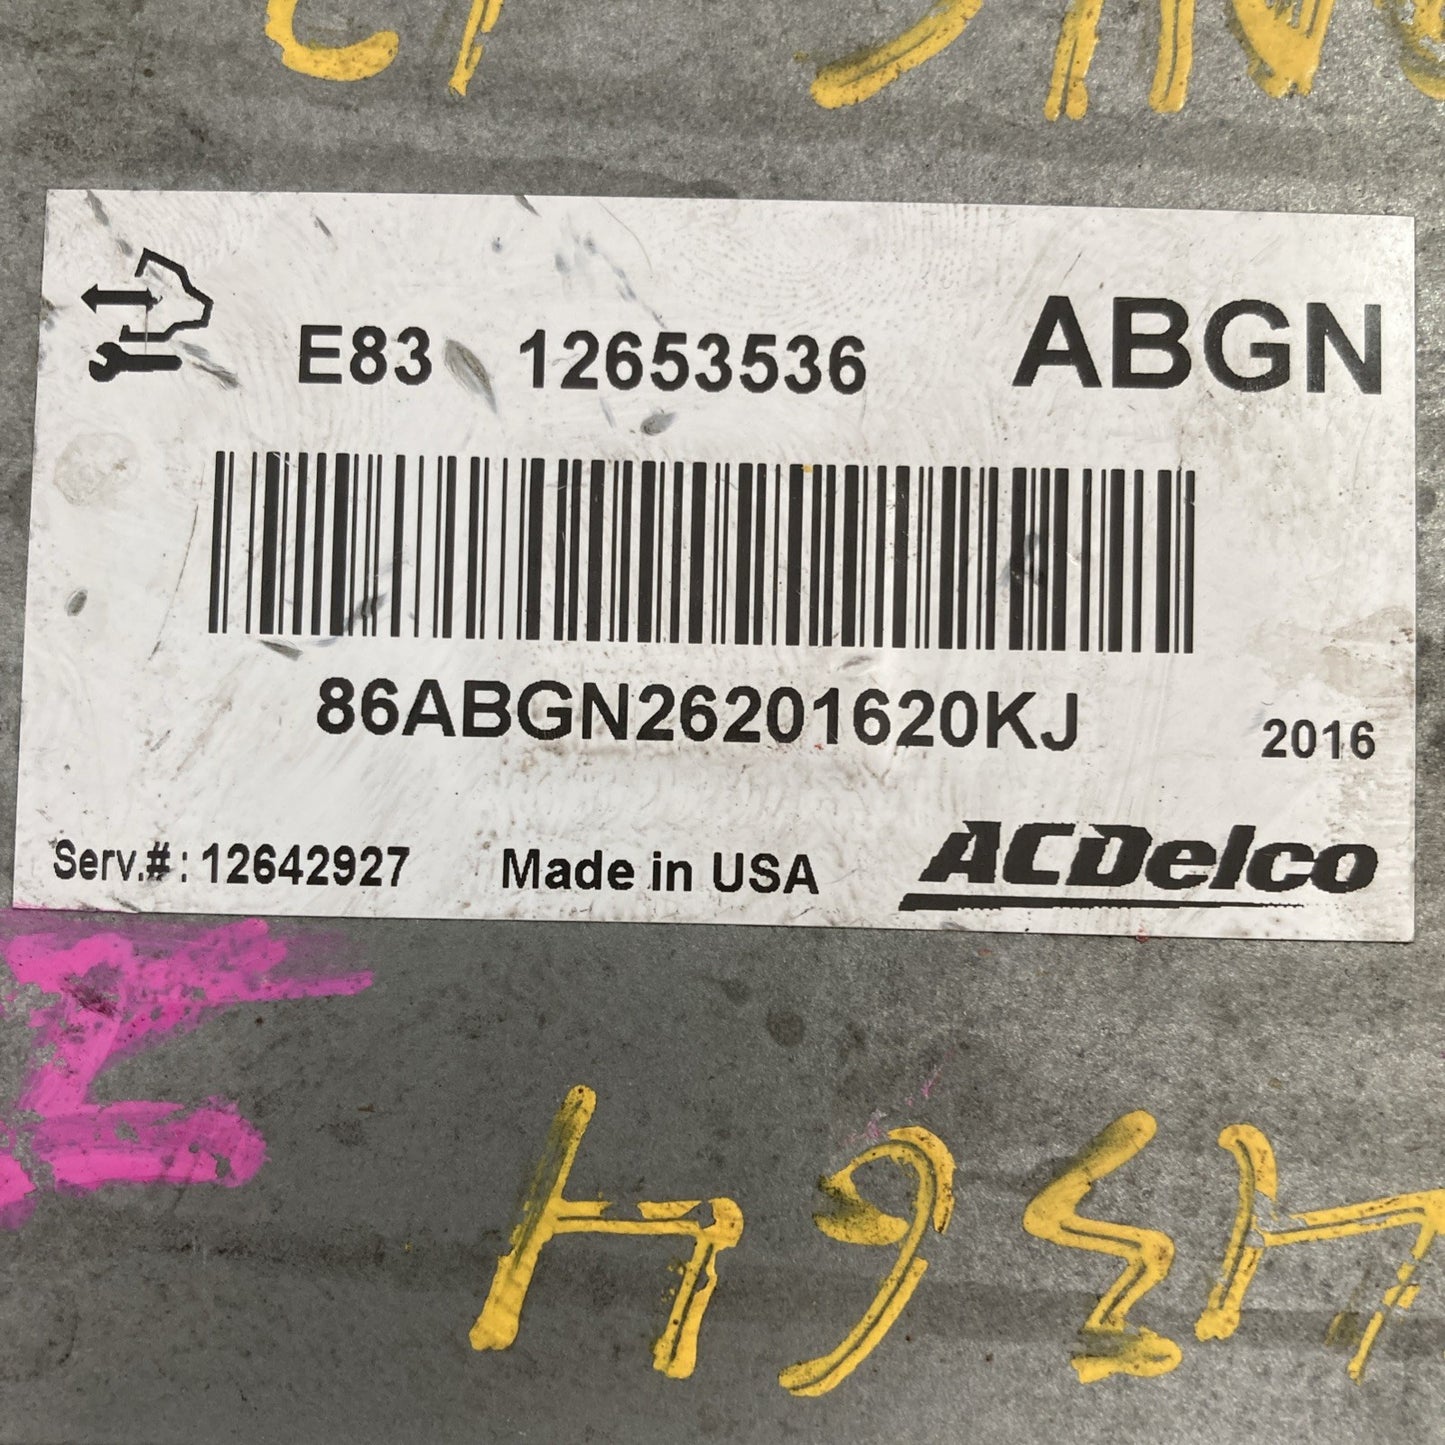 E83 12653536 ABGN
86ABGN26201620KJ 2016
Serv.#: 12642927 Made in USA ACDelco